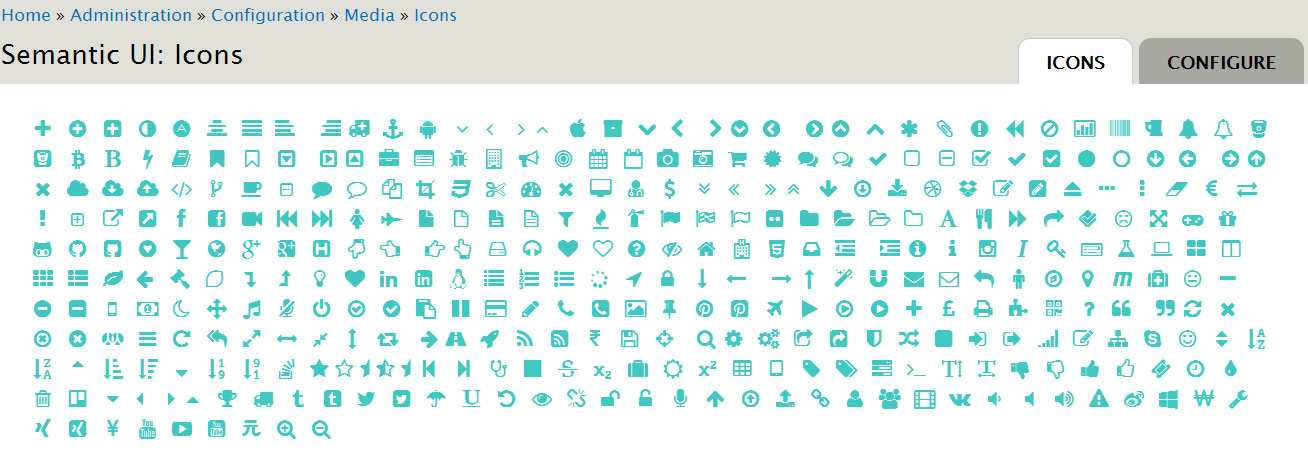 Home » Administration » Configuration » Media » Icons
Semantic UI: Icons
ICONS
CONFIGURE